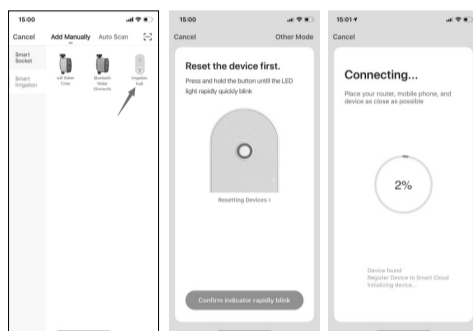 15:00
Cancel Add Manually Auto Scan
Smart
Socket
Smart
Irrigation
Wifi Water
Timer
Bluetooth
Water
(Bluetooth)
Irrigation
Hub
15:00
Cancel Other Mode
Reset the device first.
Press and hold the button untill the LED
light rapidly quickly blink
Resetting Devices >
Confirm indicator rapidly blink
15:01
Cancel
Connecting...
Place your router, mobile phone, and
device as close as possible
2%
Device found
Register Device to Smart Cloud
Initializing device...